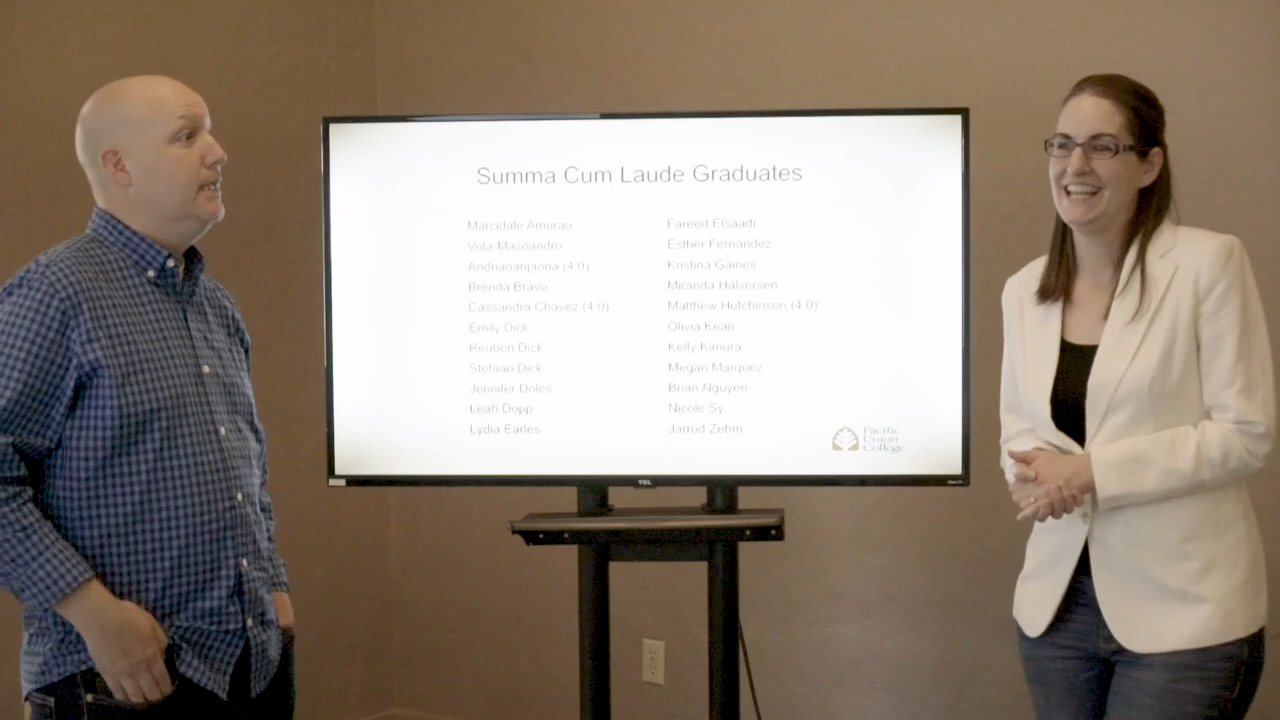 Summa Cum Laude Graduates
Marcidale Amurao
Vola-Masoandro
Andriananjaona (4.0)
Brenda Bravo
Cassandra Chavez (4.0)
Emily Dick
Reuben Dick
Stefaan Dick
Jennifer Doles
Leah Dopp
Lydia Earles
Fareed Elsaadi
Esther Fernandez
Kristina Gaines
Miranda Halversen
Matthew Hutchinson (4.0)
Olivia Kean
Kelly Kimura
Megan Marquez
Brian Nguyen
Nicole Sy
Jarrod Zehm
Pacific
Union
College
TCL